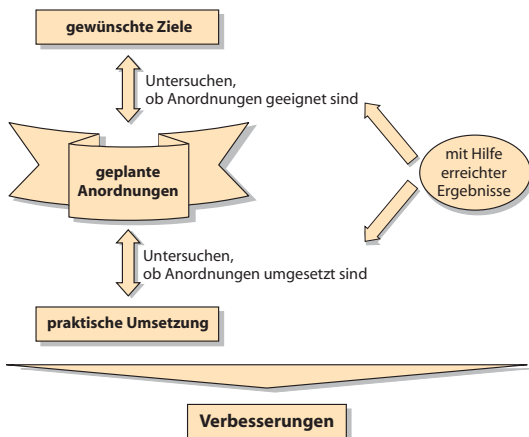 gewünschte Ziele
Untersuchen,
ob Anordnungen geeignet sind
geplante
Anordnungen
mit Hilfe
erreichter
Ergebnisse
Untersuchen,
ob Anordnungen umgesetzt sind
praktische Umsetzung
Verbesserungen